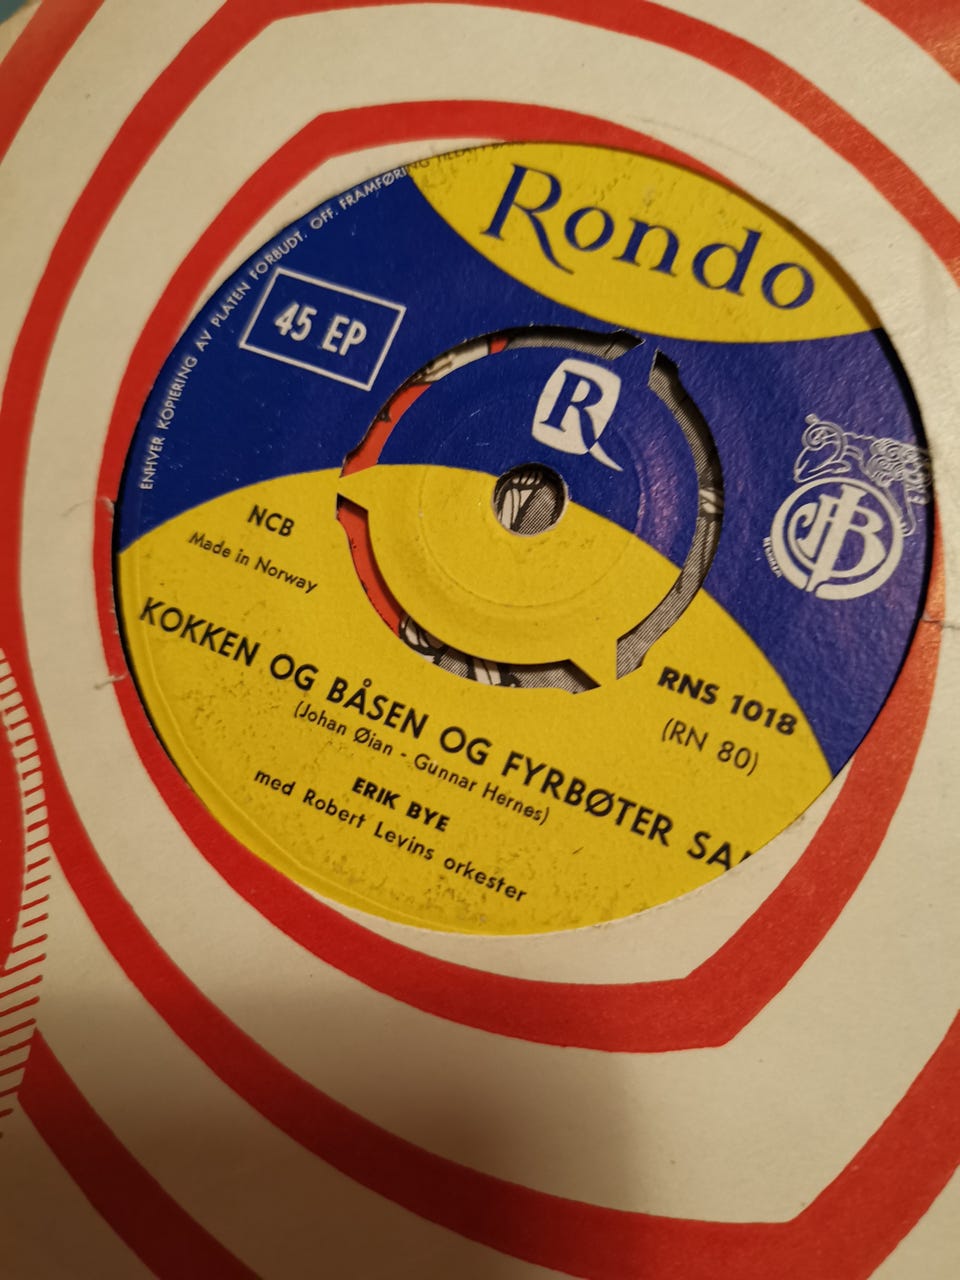 ENHVER KOPIERING AV PLATEN FORBUDT. OFF. FRAMFØRING
Rondo
45 EP
R
NCB
Made in Norway
RNS 1018
(RN 80)
KOKKEN OG BÅSEN OG FYRBØTER
(Johan Øian - Gunnar Hernes)
ERIK BYE
med Robert Levins orkester